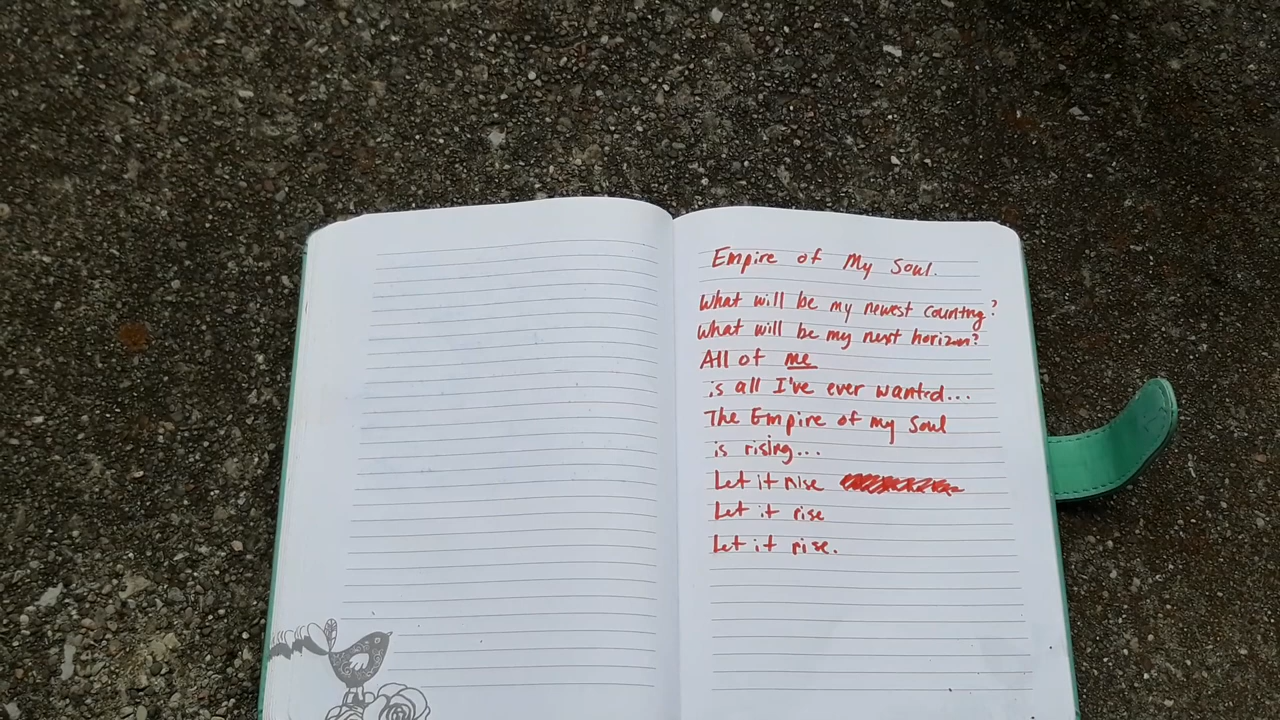 Empire of My Soul.
What will be my newest country?
What will be my next horizon?
All of me
is all I've ever wanted...
The Empire of my Soul
is rising...
Let it rise
Let it rise
Let it rise.